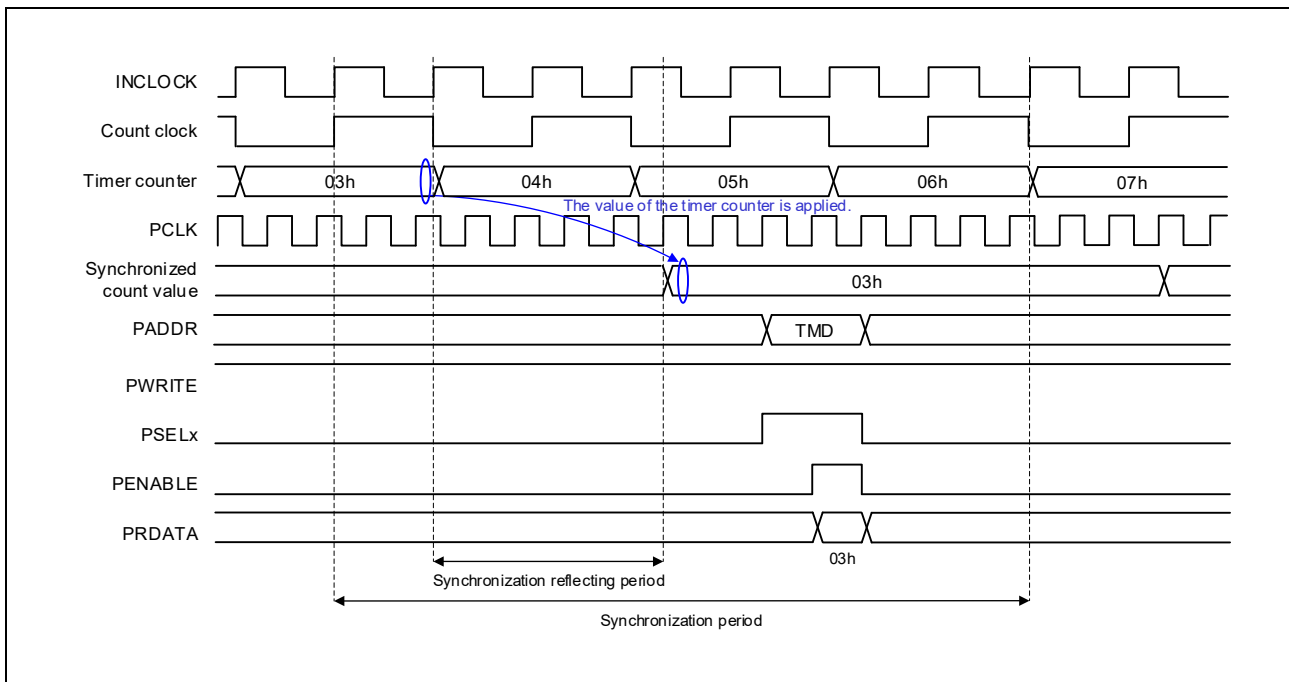 INCLOCK
Count clock
Timer counter
03h
04h
05h
06h
07h
The value of the timer counter is applied.
PCLK
Synchronized
count value
03h
PADDR
TMD
PWRITE
PSELx
PENABLE
PRDATA
03h
Synchronization reflecting period
Synchronization period